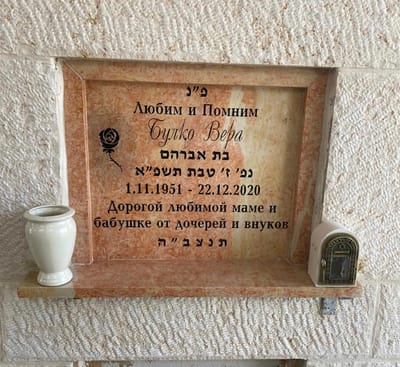 פ"נ
Любим и Помним
Булко Вера
בת אברהם
נפ' ז' טבת תשפ"א
1.11.1951 - 22.12.2020
Дорогой любимой маме и
бабушке от дочерей и внуков
תנצב"ה